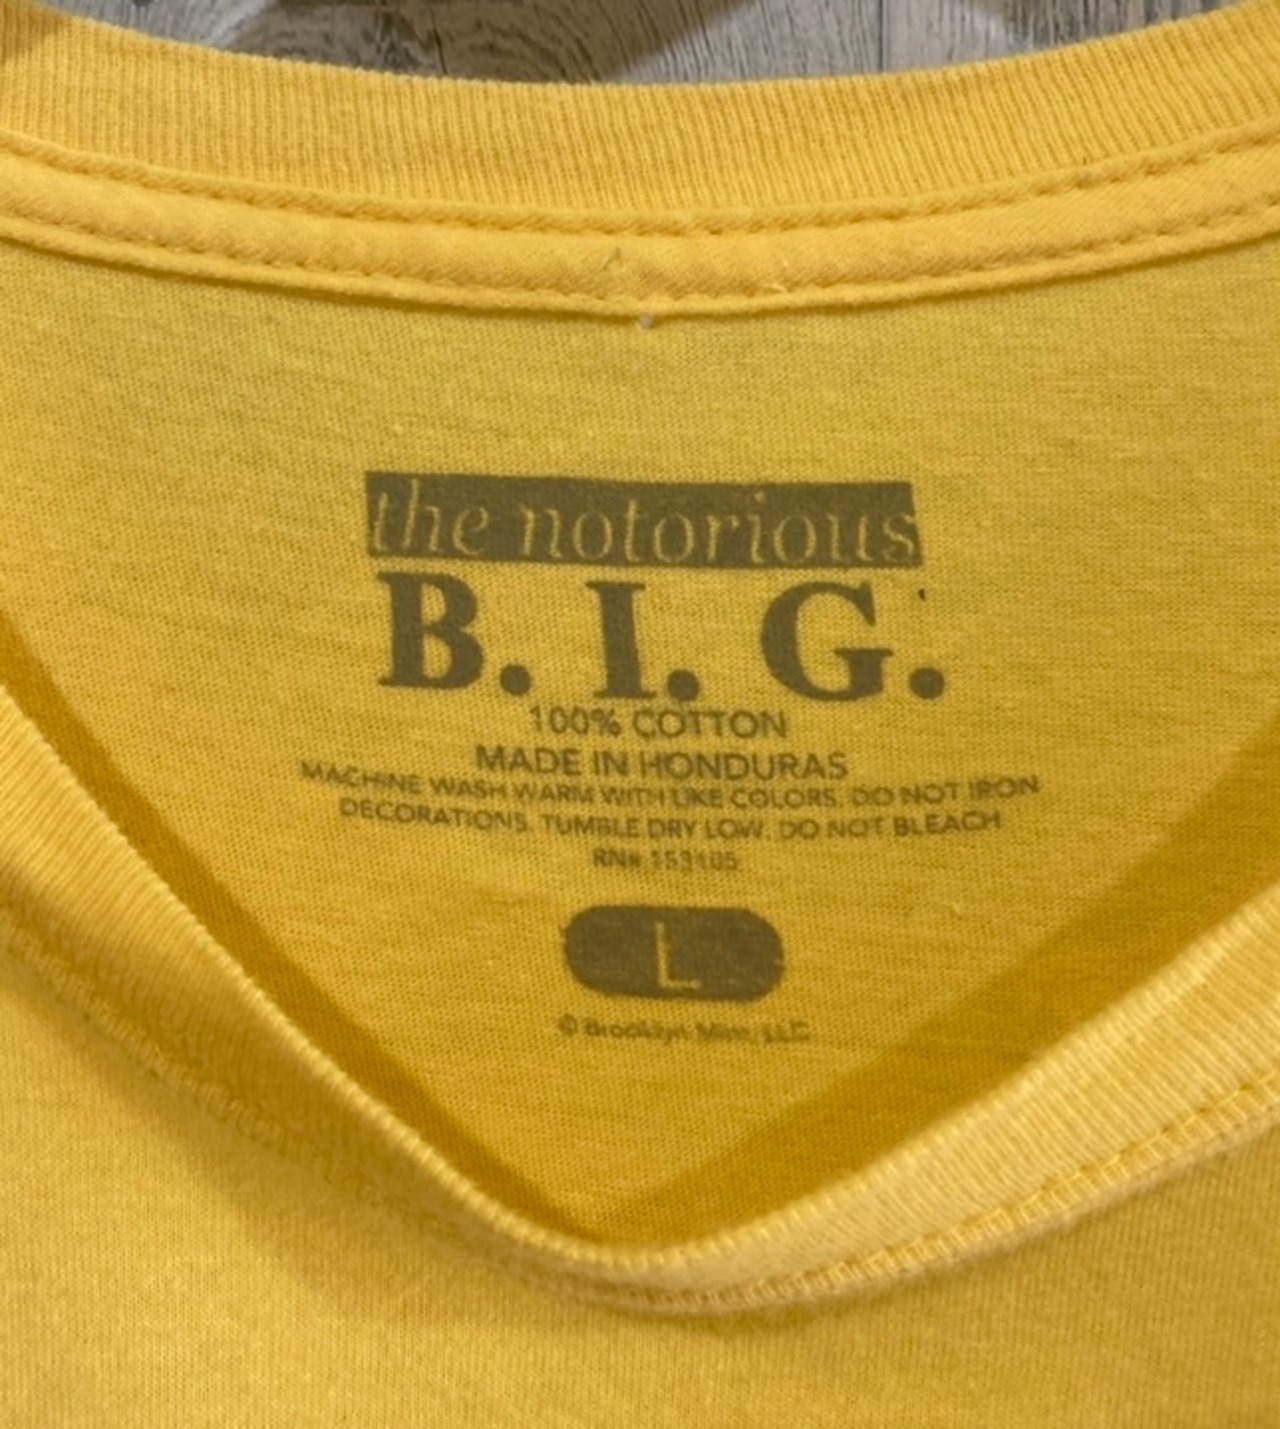 the notorious
B. I. G.
100% COTTON
MADE IN HONDURAS
MACHINE WASH WARM WITH LIKE COLORS. DO NOT IRON
DECORATIONS. TUMBLE DRY LOW. DO NOT BLEACH
RN# 153105
L
© Brooklyn Mint, LLC